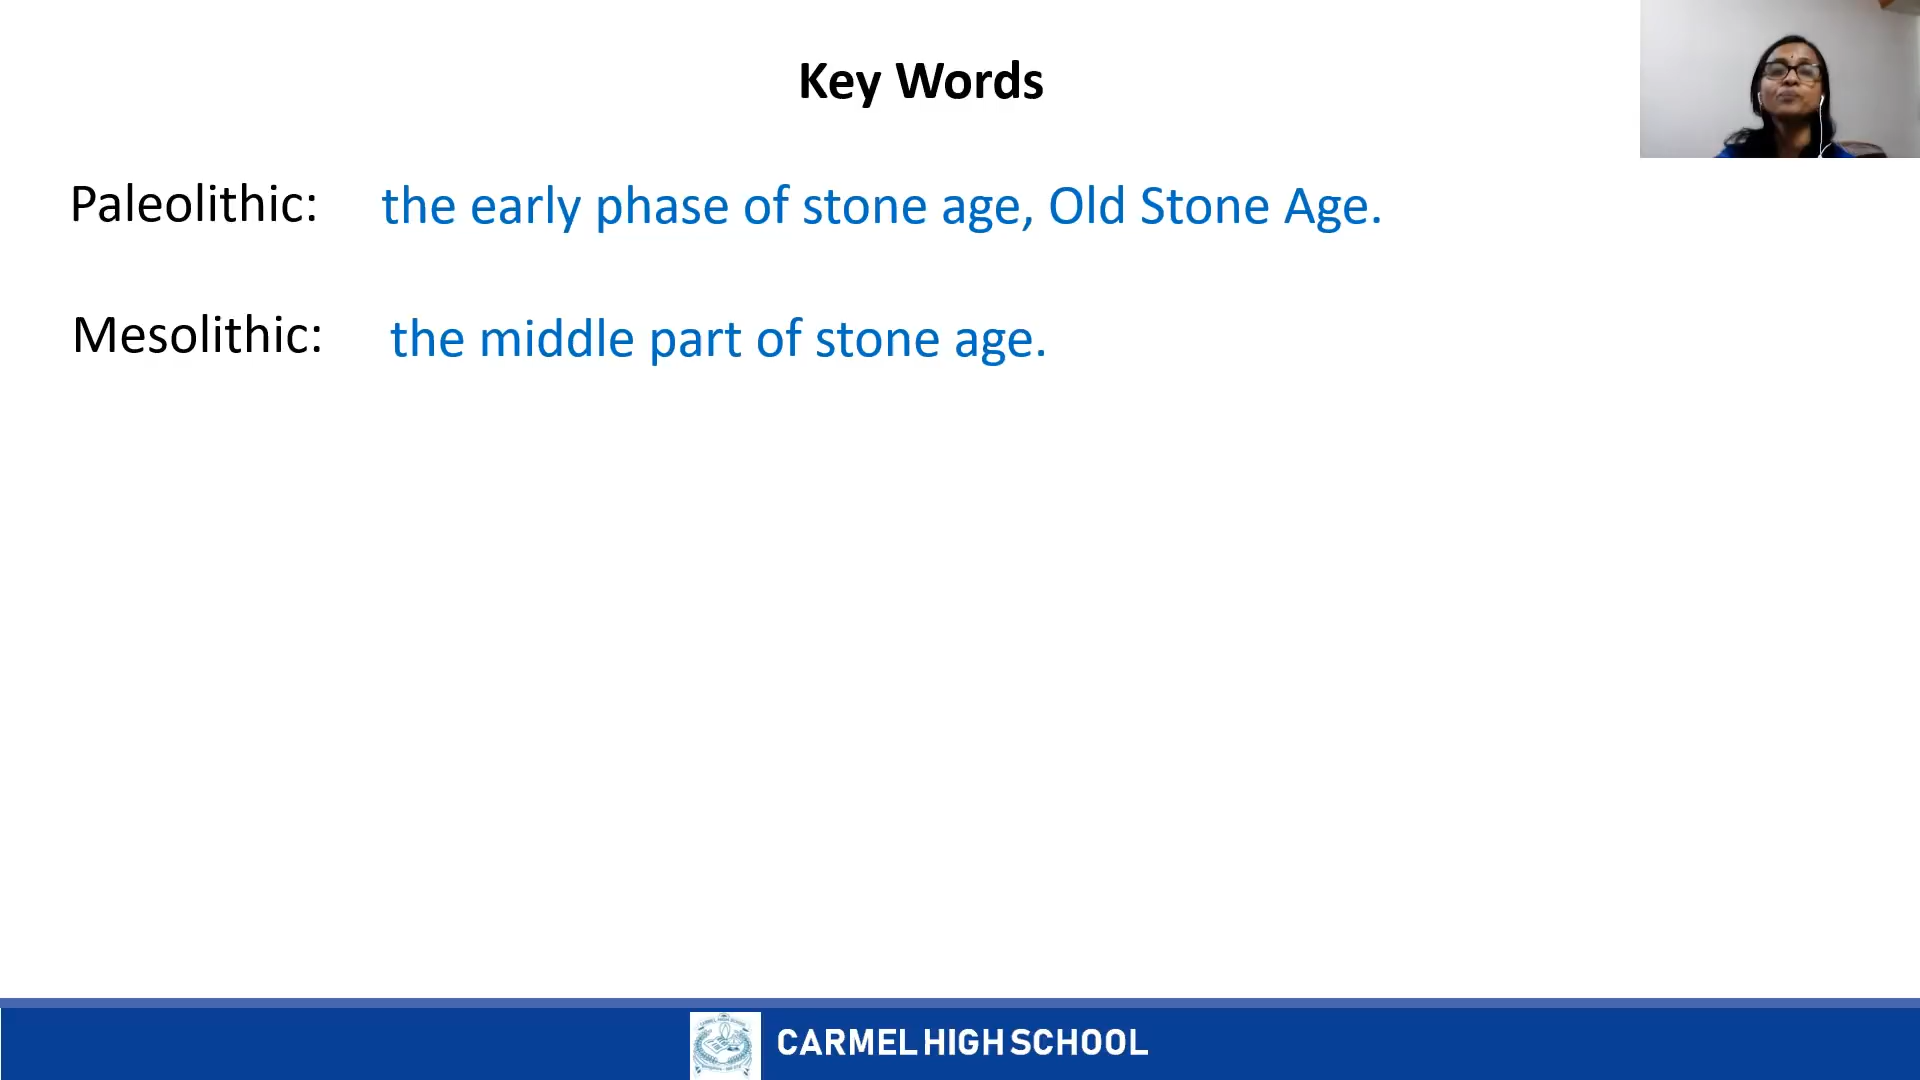 Key Words
Paleolithic: the early phase of stone age, Old Stone Age.
Mesolithic: the middle part of stone age.
CARMEL HIGH SCHOOL